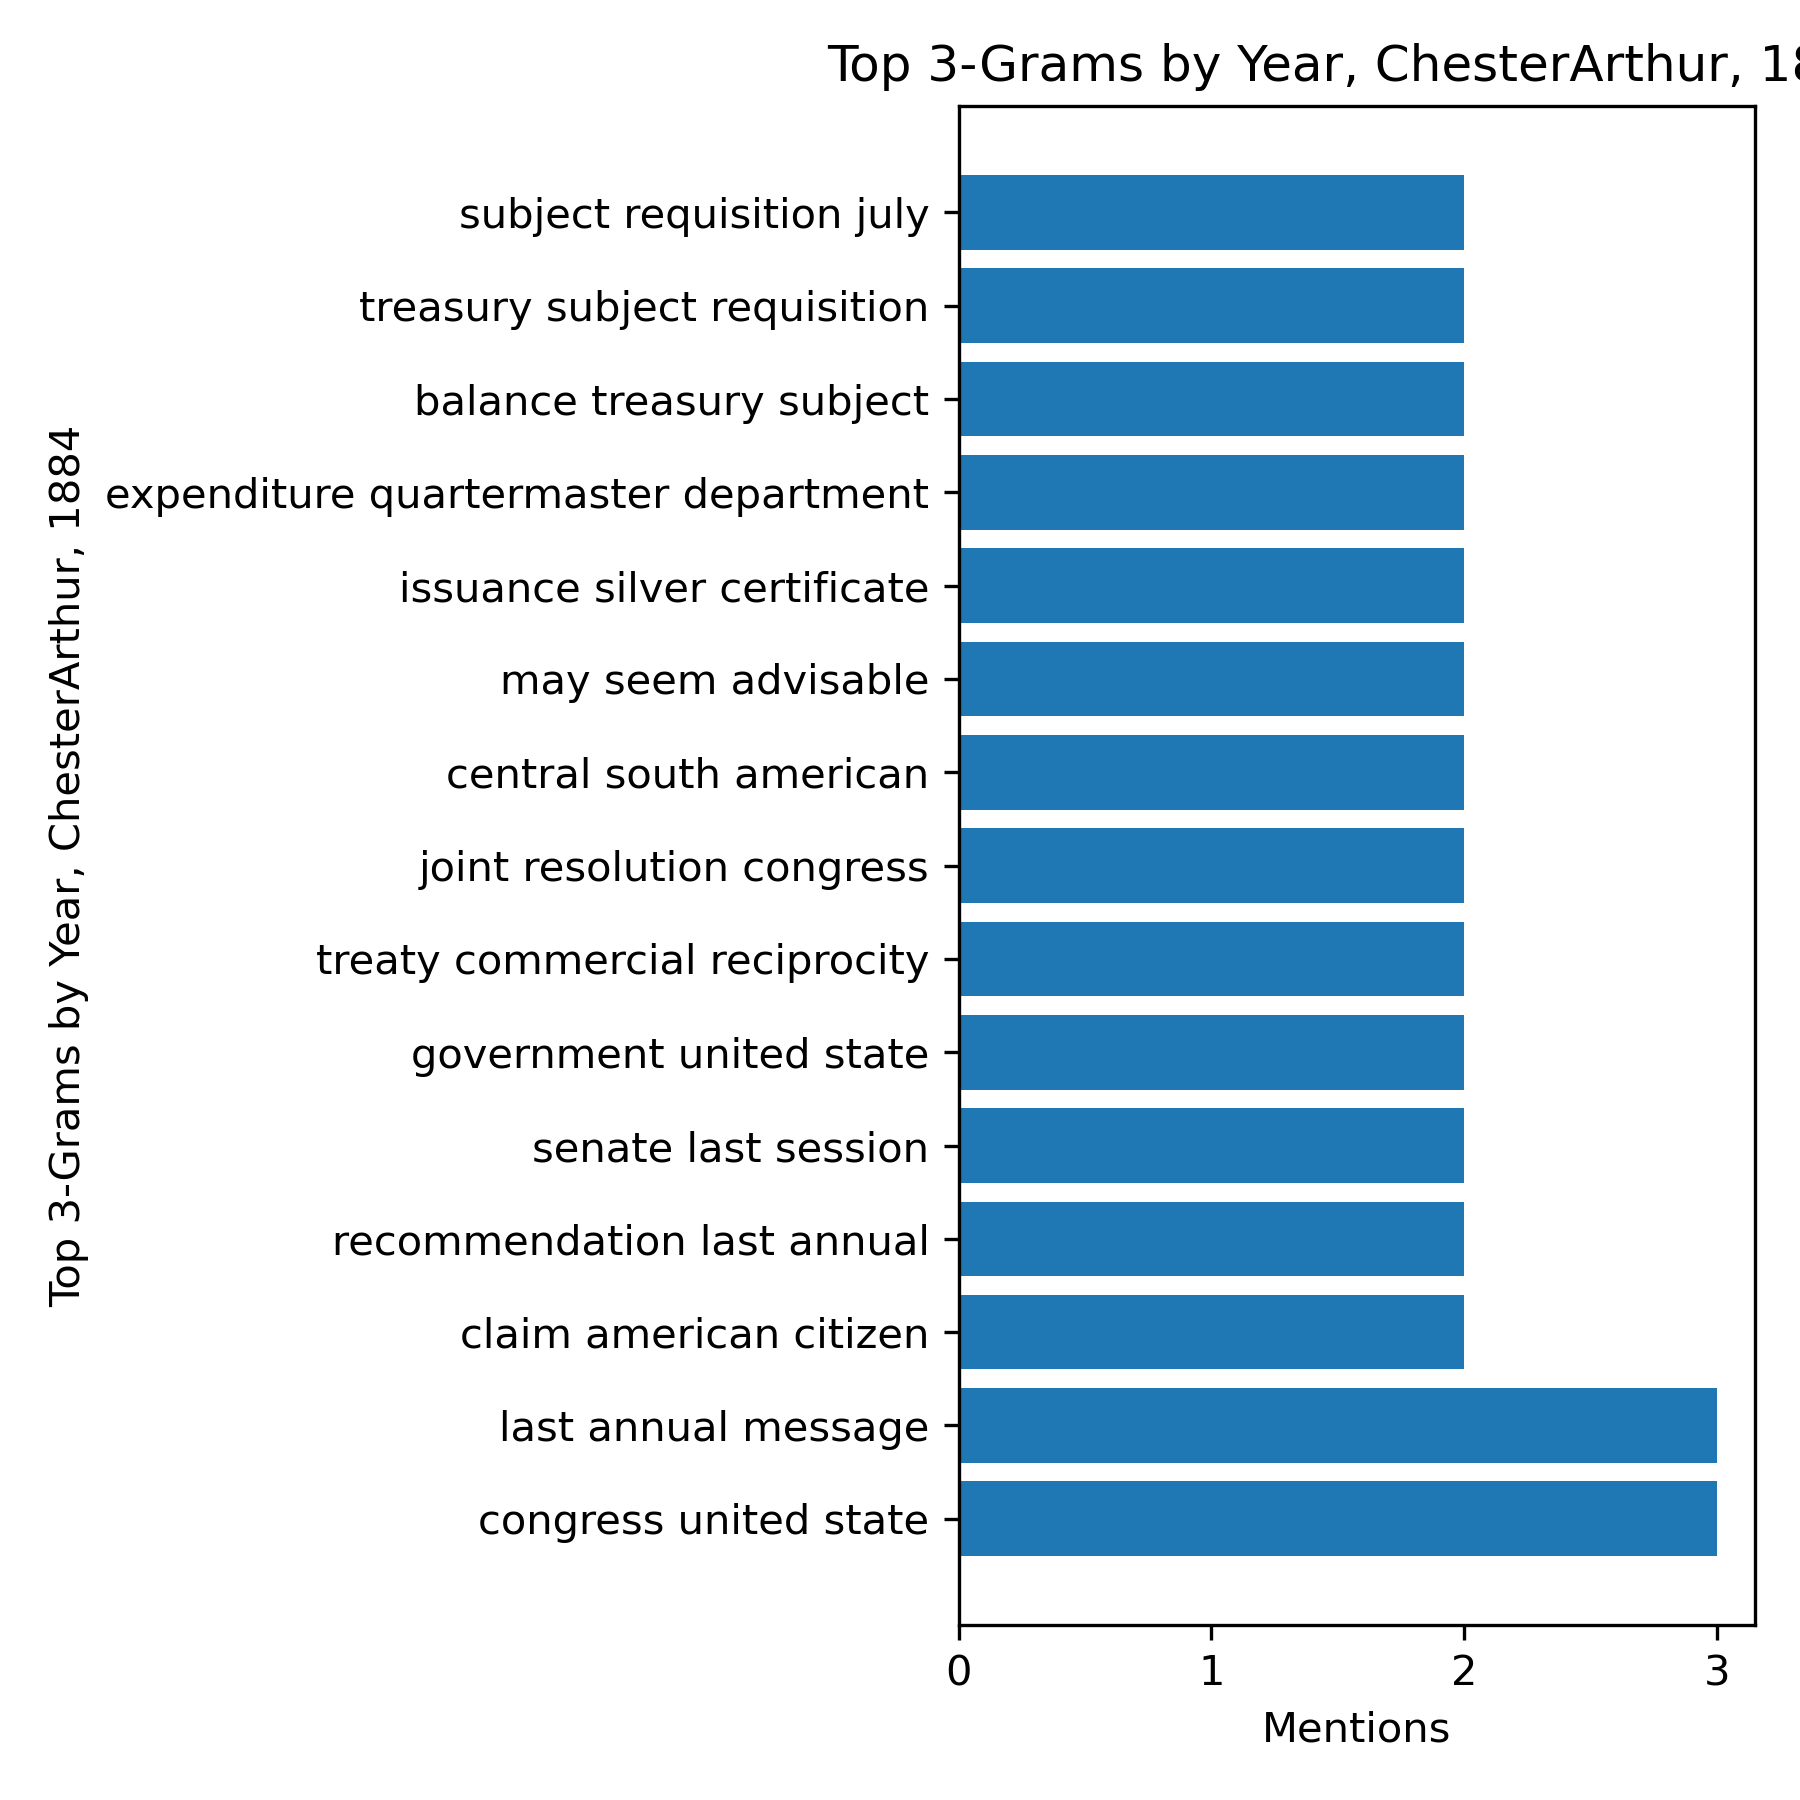 Top 3-Grams by Year, ChesterArthur, 18
Top 3-Grams by Year, ChesterArthur, 1884
subject requisition july
treasury subject requisition
balance treasury subject
expenditure quartermaster department
issuance silver certificate
may seem advisable
central south american
joint resolution congress
treaty commercial reciprocity
government united state
senate last session
recommendation last annual
claim american citizen
last annual message
congress united state
0 1 2 3
Mentions